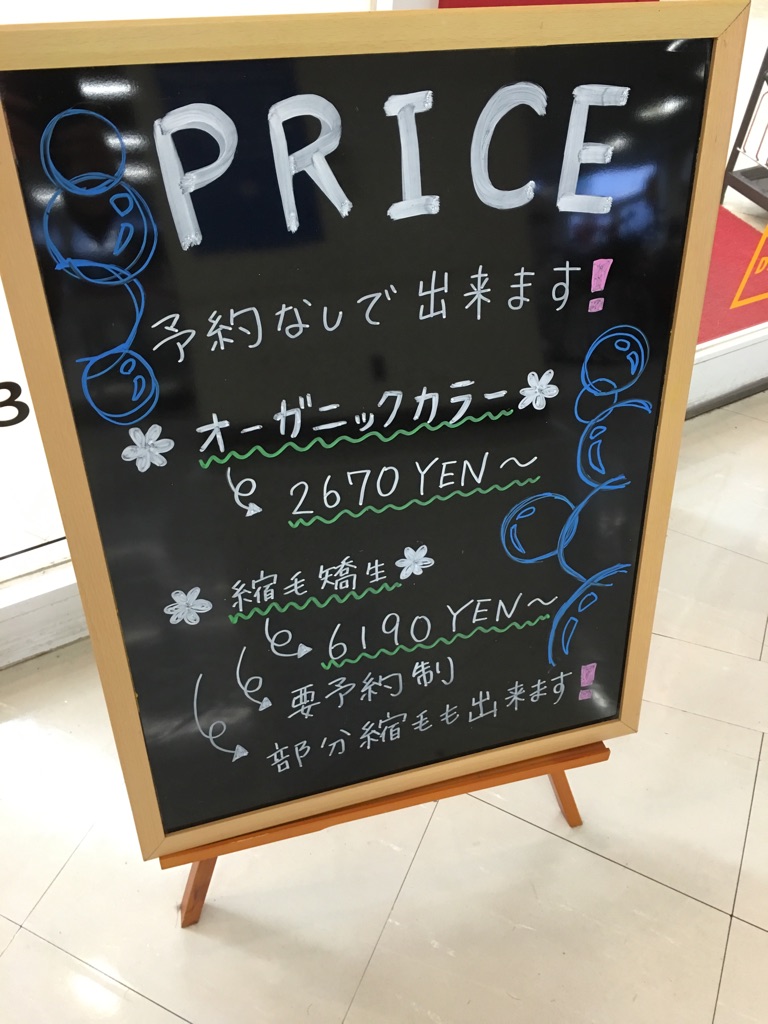 PRICE
予約なしで出来ます!
オーガニックカラー
2670 YEN～
縮毛矯生
6190 YEN～
要予約制
部分縮毛も出来ます!
3